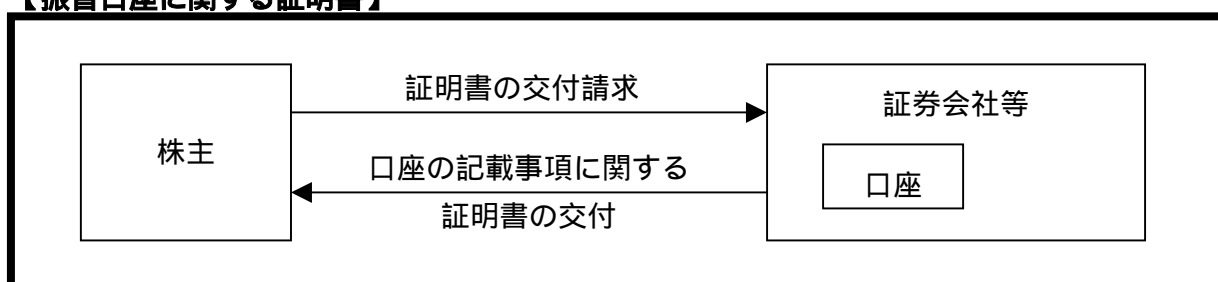 【振替口座に関する証明書】
株主
証明書の交付請求
口座の記載事項に関する
証明書の交付
証券会社等
口座